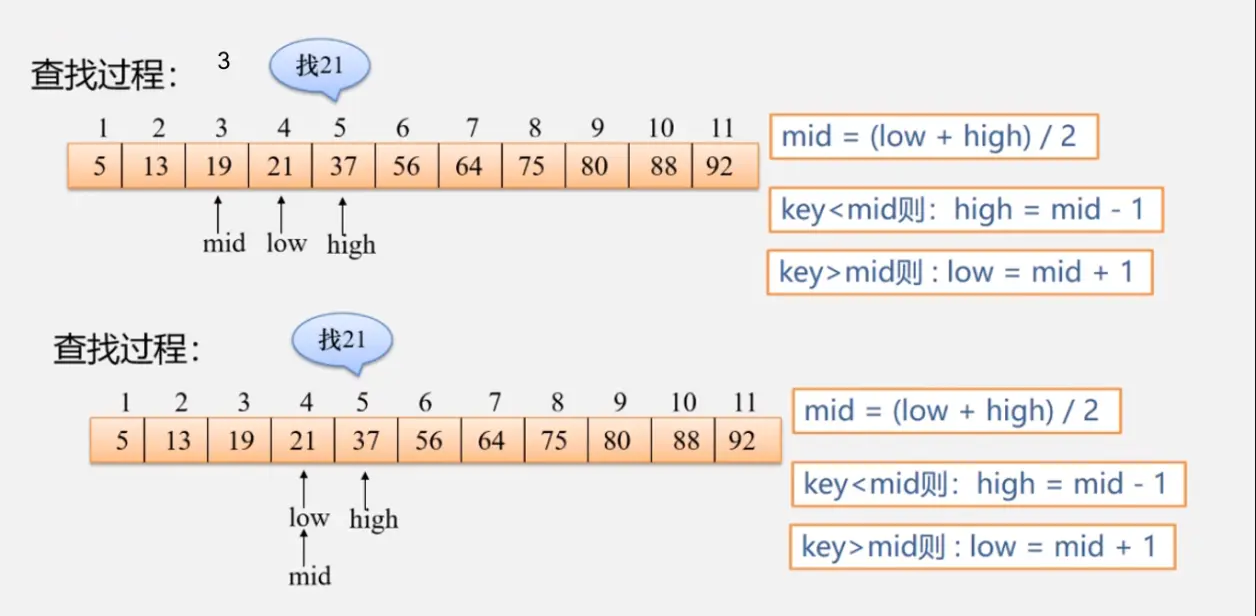 查找过程： 3 找21
1 2 3 4 5 6 7 8 9 10 11
5 13 19 21 37 56 64 75 80 88 92
mid low high
mid = (low + high) / 2
key<mid则：high = mid - 1
key>mid则 : low = mid + 1
查找过程： 找21
1 2 3 4 5 6 7 8 9 10 11
5 13 19 21 37 56 64 75 80 88 92
low high
mid
mid = (low + high) / 2
key<mid则：high = mid - 1
key>mid则 : low = mid + 1